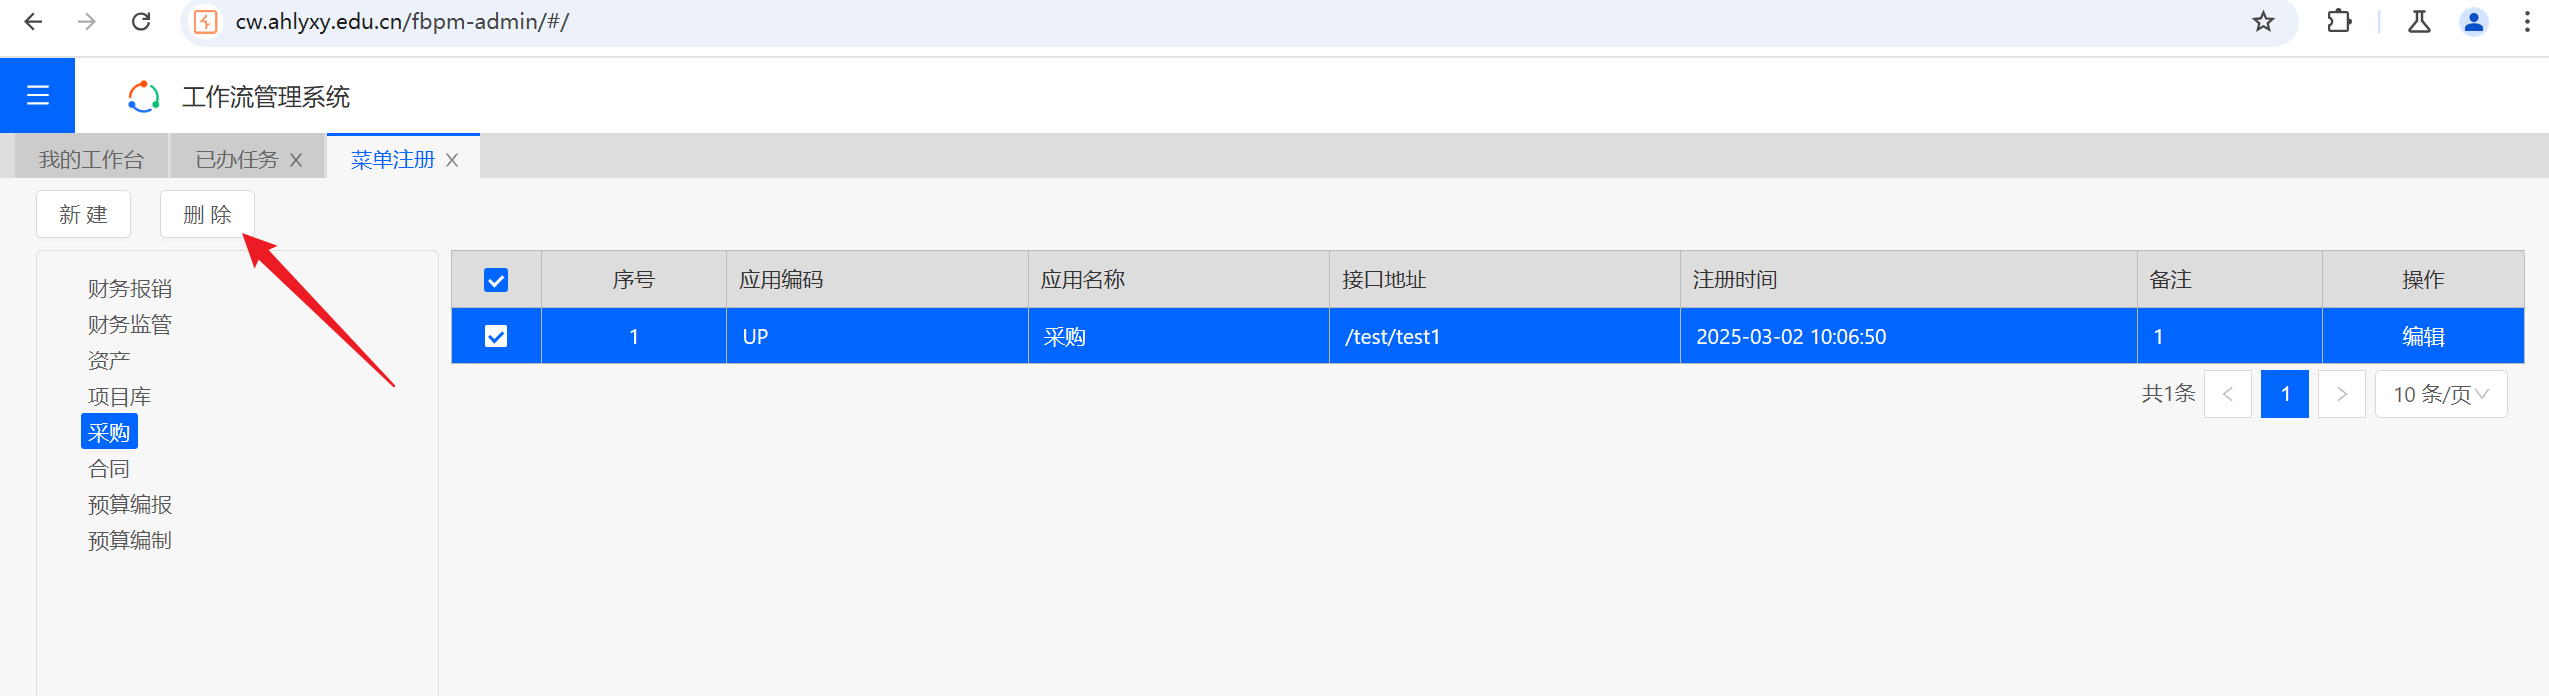 cw.ahlyxy.edu.cn/fbpm-admin/#/
工作流管理系统
我的工作台 已办任务 X 菜单注册 X
新 建 删 除
财务报销
财务监管
资产
项目库
采购
合同
预算编报
预算编制
序号 应用编码 应用名称 接口地址 注册时间 备注 操作
1 UP 采购 /test/test1 2025-03-02 10:06:50 1 编辑
共1条 < 1 > 10 条/页